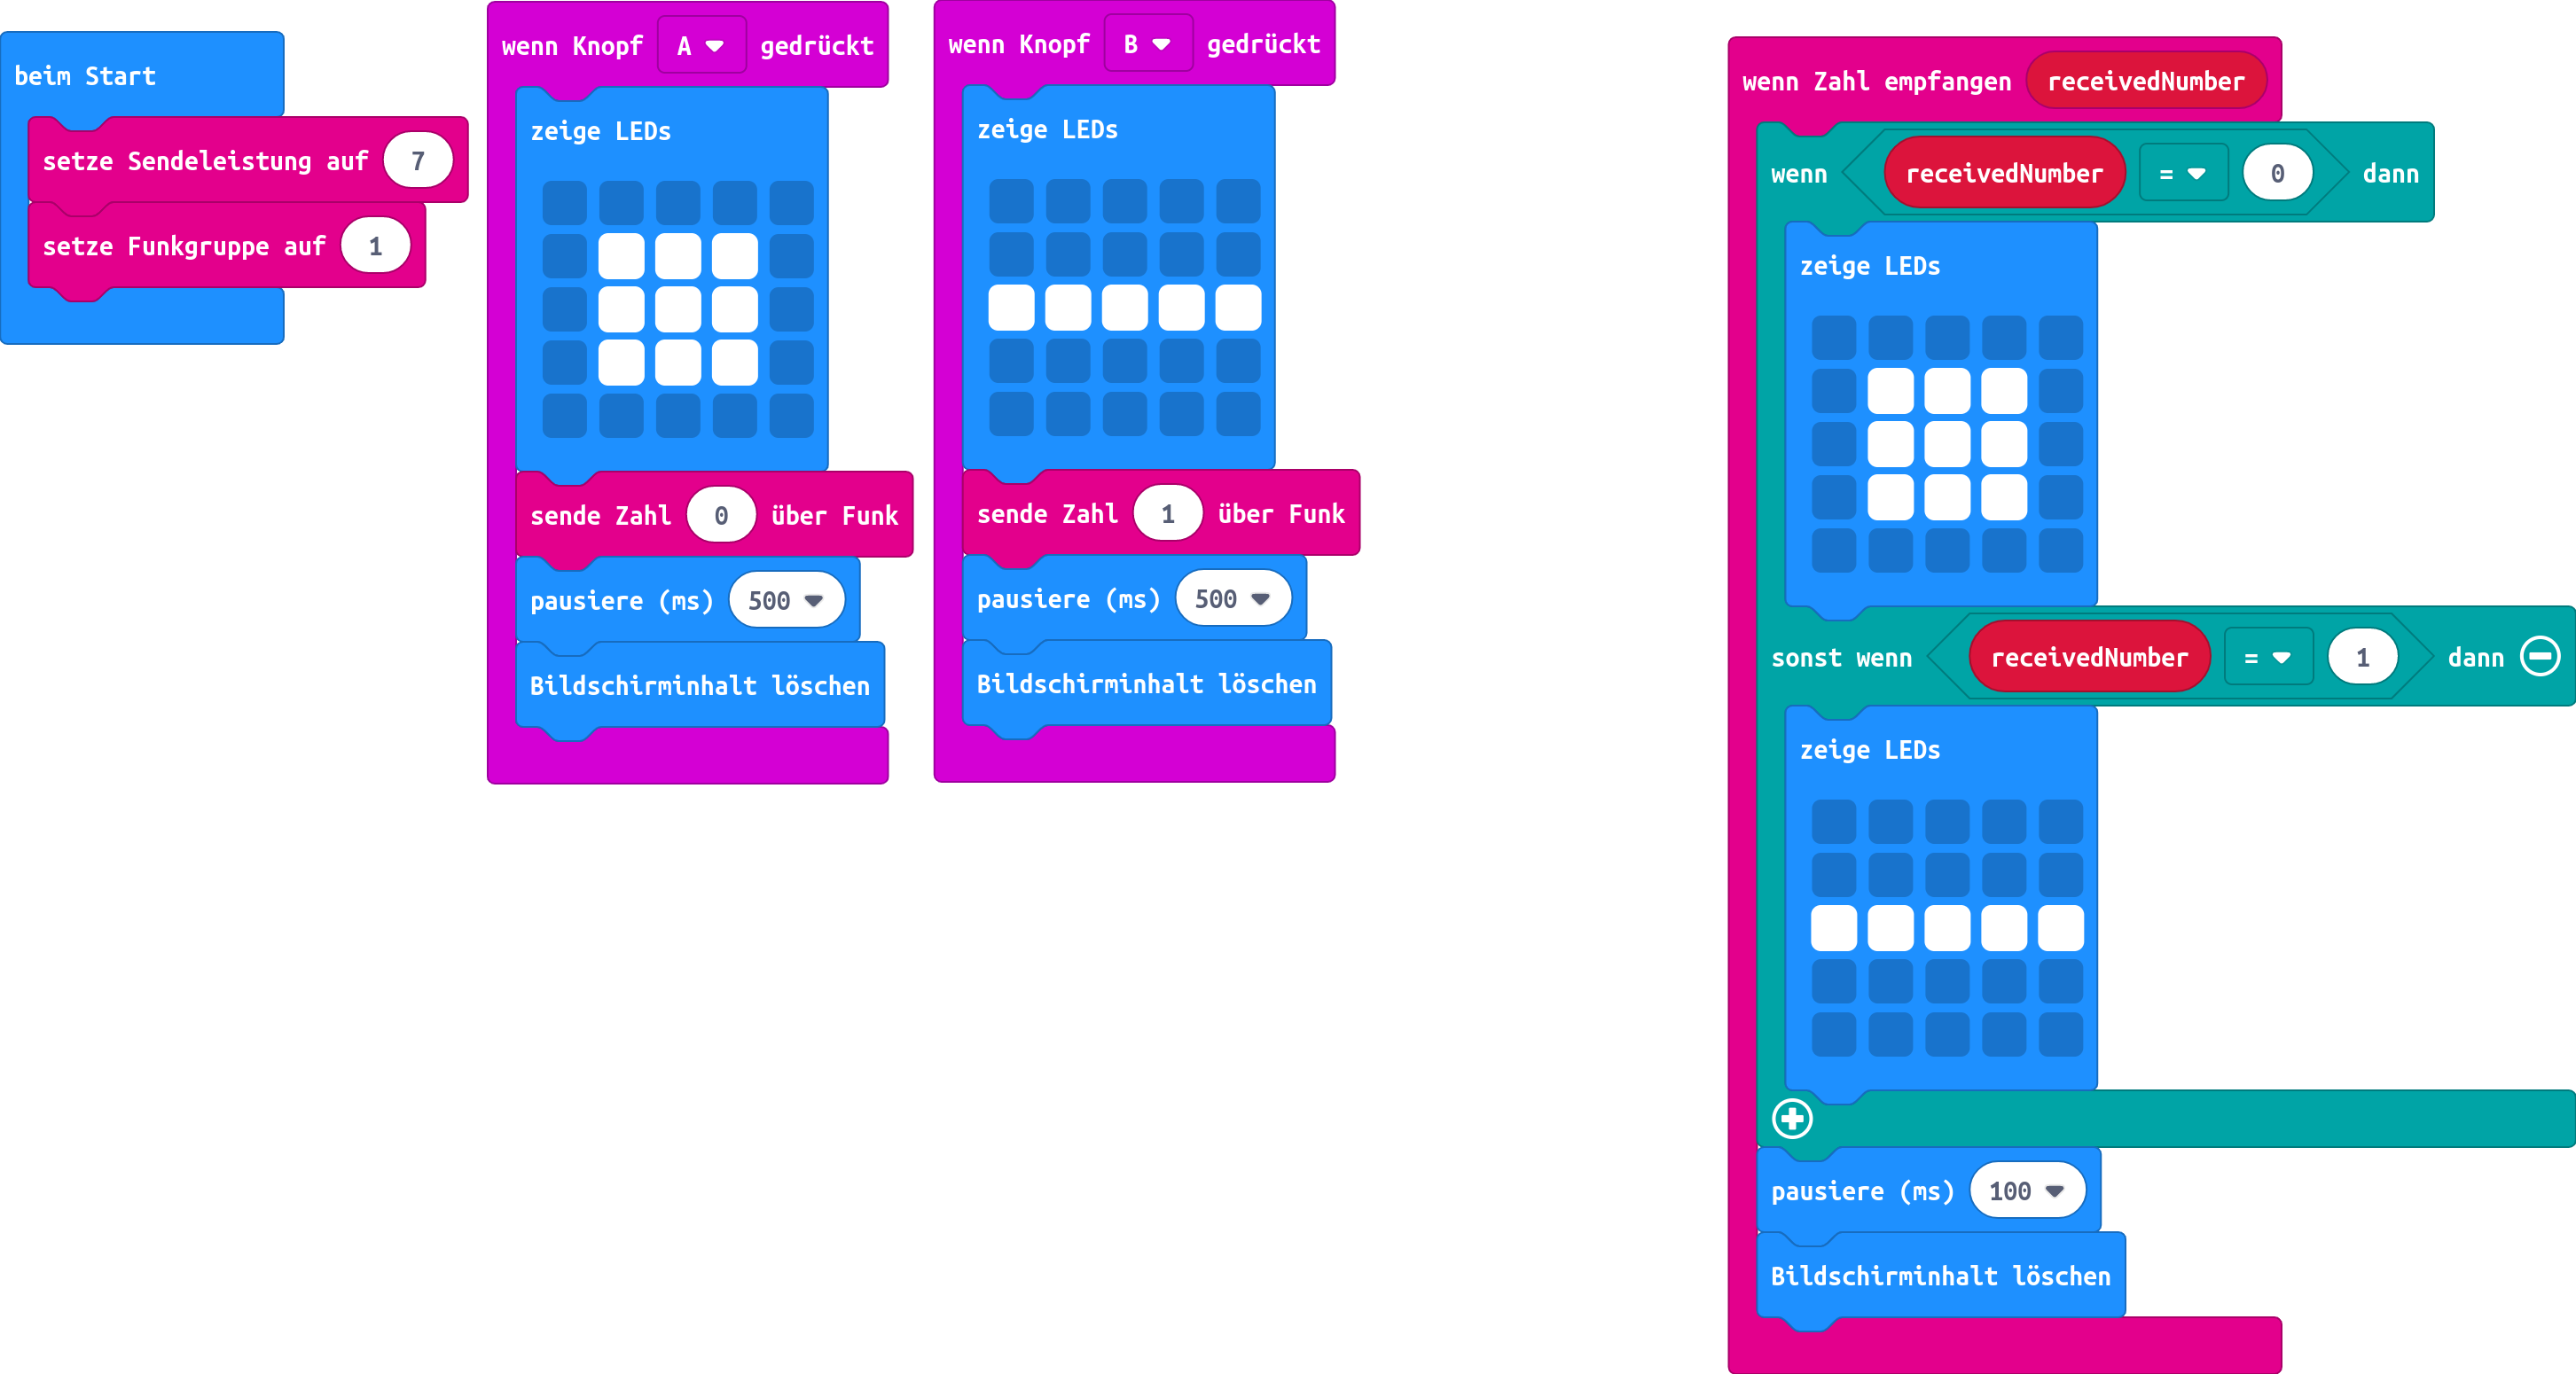 beim Start
setze Sendeleistung auf 7
setze Funkgruppe auf 1
wenn Knopf A gedrückt
zeige LEDs
sende Zahl 0 über Funk
pausiere (ms) 500
Bildschirminhalt löschen
wenn Knopf B gedrückt
zeige LEDs
sende Zahl 1 über Funk
pausiere (ms) 500
Bildschirminhalt löschen
wenn Zahl empfangen receivedNumber
wenn receivedNumber = 0 dann
zeige LEDs
sonst wenn receivedNumber = 1 dann
zeige LEDs
pausiere (ms) 100
Bildschirminhalt löschen